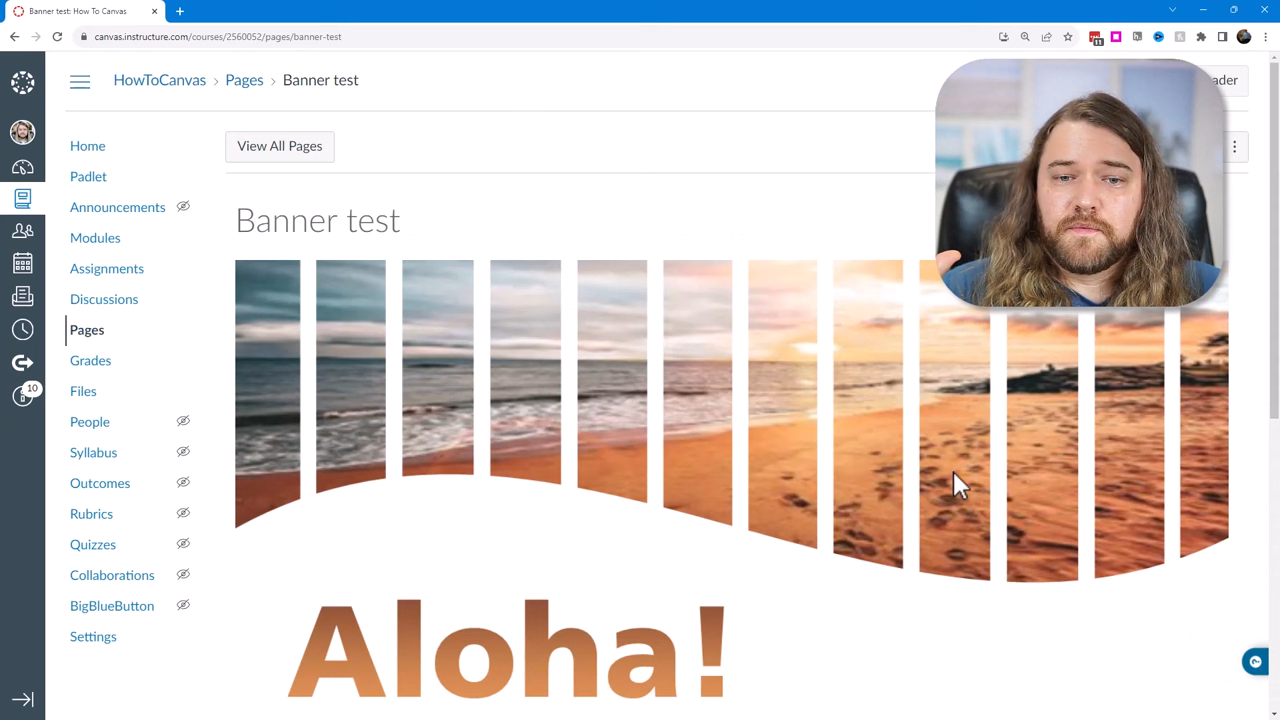 Banner test: How To Canvas
canvas.instructure.com/courses/2560052/pages/banner-test
11
HowToCanvas > Pages > Banner test
ader
View All Pages
Home
Padlet
Announcements
Modules
Assignments
Discussions
Pages
Grades
Files
People
Syllabus
Outcomes
Rubrics
Quizzes
Collaborations
BigBlueButton
Settings
10
Banner test
Aloha!